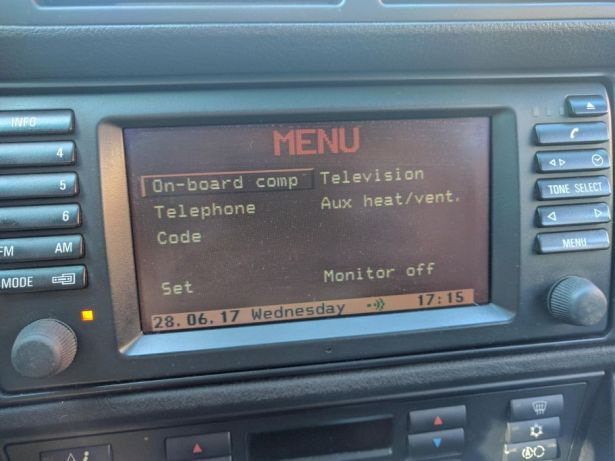 MENU
On-board comp Television
Telephone Aux heat/vent.
Code
Set Monitor off
28.06.17 Wednesday 17:15
INFO
4
5
6
FM AM
MODE
TONE SELECT
MENU